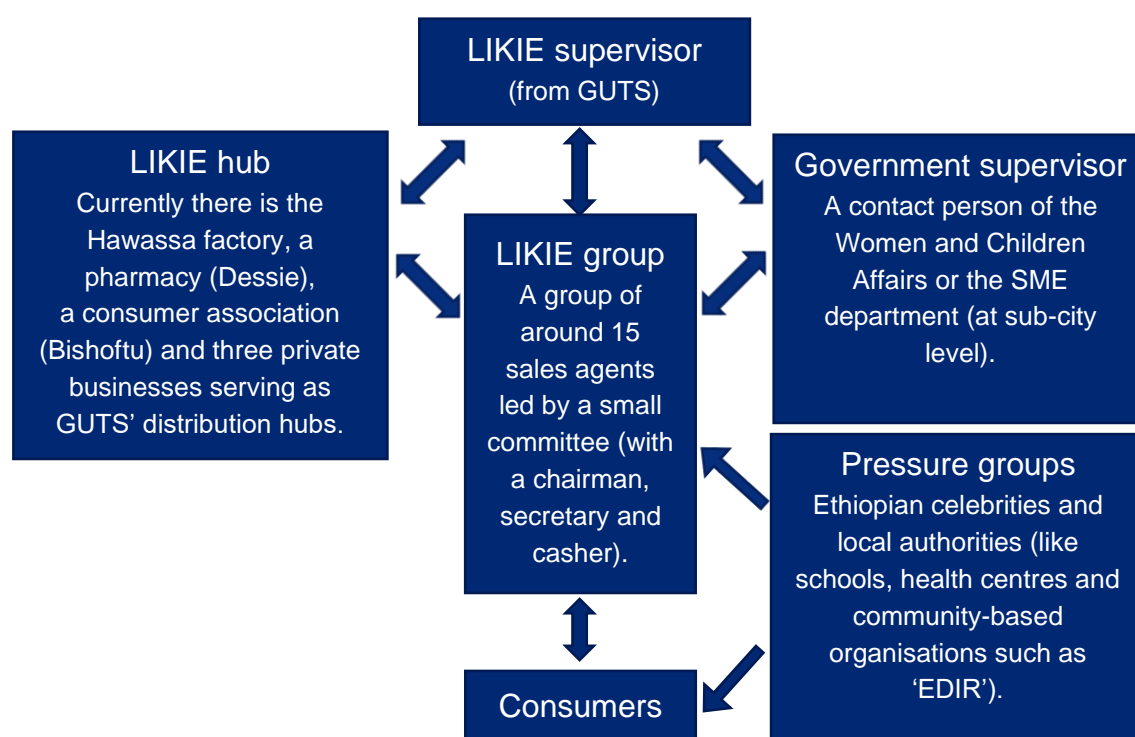 LIKIE supervisor
(from GUTS)
LIKIE hub
Currently there is the
Hawassa factory, a
pharmacy (Dessie),
a consumer association
(Bishoftu) and three private
businesses serving as
GUTS’ distribution hubs.
LIKIE group
A group of
around 15
sales agents
led by a small
committee (with
a chairman,
secretary and
casher).
Government supervisor
A contact person of the
Women and Children
Affairs or the SME
department (at sub-city
level).
Pressure groups
Ethiopian celebrities and
local authorities (like
schools, health centres and
community-based
organisations such as
‘EDIR’).
Consumers